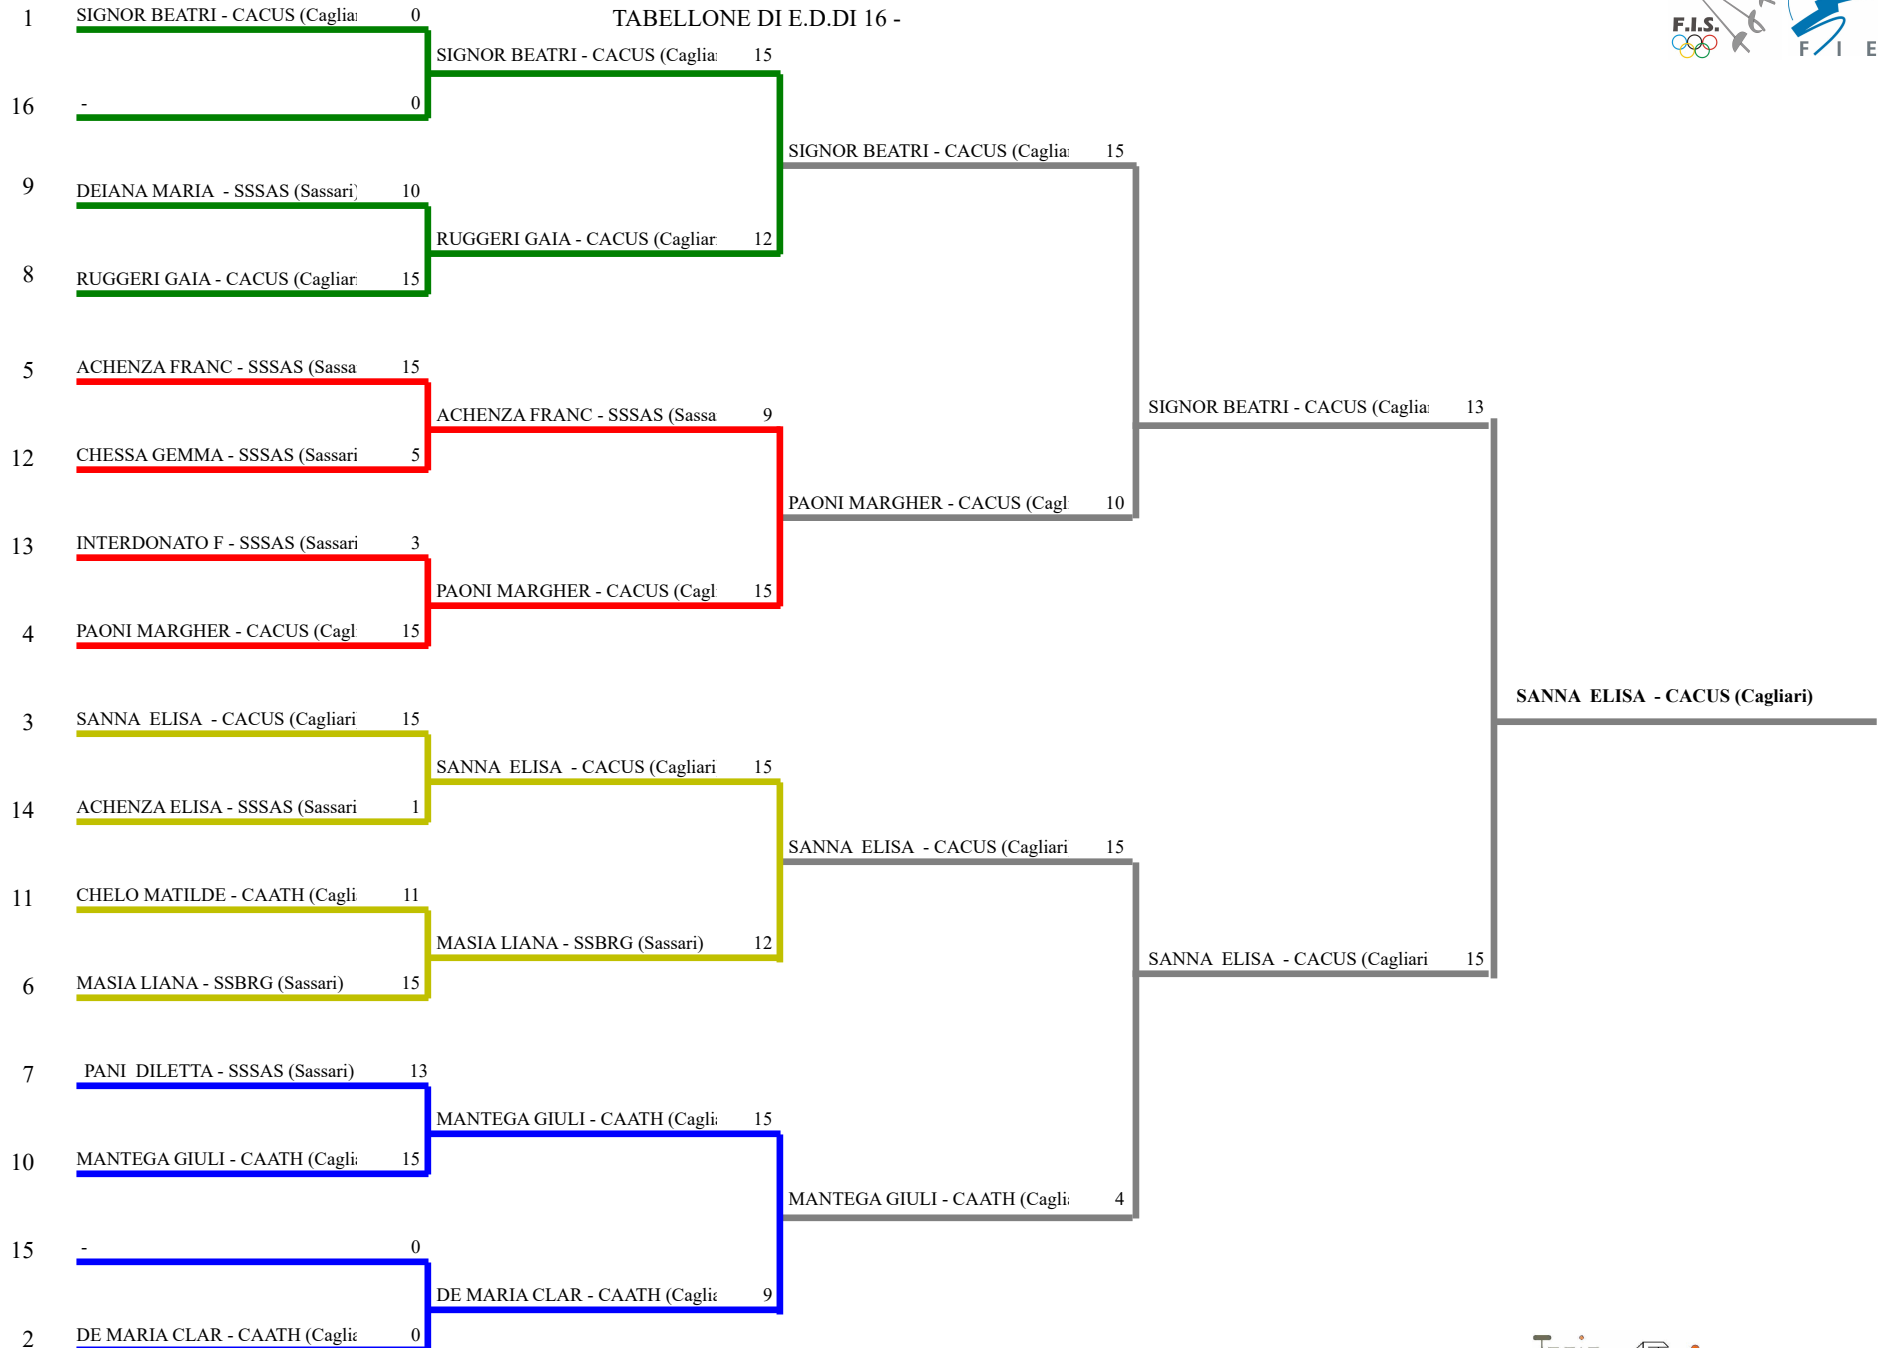 TABELLONE DI E.D.DI 16 -
F.I.S.
F I E
1 SIGNOR BEATRI - CACUS (Caglia 0
SIGNOR BEATRI - CACUS (Caglia 15
16 - 0
SIGNOR BEATRI - CACUS (Caglia 15
9 DEIANA MARIA - SSSAS (Sassari) 10
RUGGERI GAIA - CACUS (Cagliar 12
8 RUGGERI GAIA - CACUS (Cagliar 15
5 ACHENZA FRANC - SSSAS (Sassa 15
SIGNOR BEATRI - CACUS (Caglia 13
ACHENZA FRANC - SSSAS (Sassa 9
12 CHESSA GEMMA - SSSAS (Sassari 5
PAONI MARGHER - CACUS (Cagl 10
13 INTERDONATO F - SSSAS (Sassari 3
PAONI MARGHER - CACUS (Cagl 15
4 PAONI MARGHER - CACUS (Cagl 15
SANNA ELISA - CACUS (Cagliari)
3 SANNA ELISA - CACUS (Cagliari 15
SANNA ELISA - CACUS (Cagliari 15
14 ACHENZA ELISA - SSSAS (Sassari 1
SANNA ELISA - CACUS (Cagliari 15
11 CHELO MATILDE - CAATH (Cagli 11
MASIA LIANA - SSBRG (Sassari) 12
SANNA ELISA - CACUS (Cagliari 15
6 MASIA LIANA - SSBRG (Sassari) 15
7 PANI DILETTA - SSSAS (Sassari) 13
MANTEGA GIULI - CAATH (Cagli 15
10 MANTEGA GIULI - CAATH (Cagli 15
MANTEGA GIULI - CAATH (Cagli 4
15 - 0
DE MARIA CLAR - CAATH (Caglia 9
2 DE MARIA CLAR - CAATH (Caglia 0